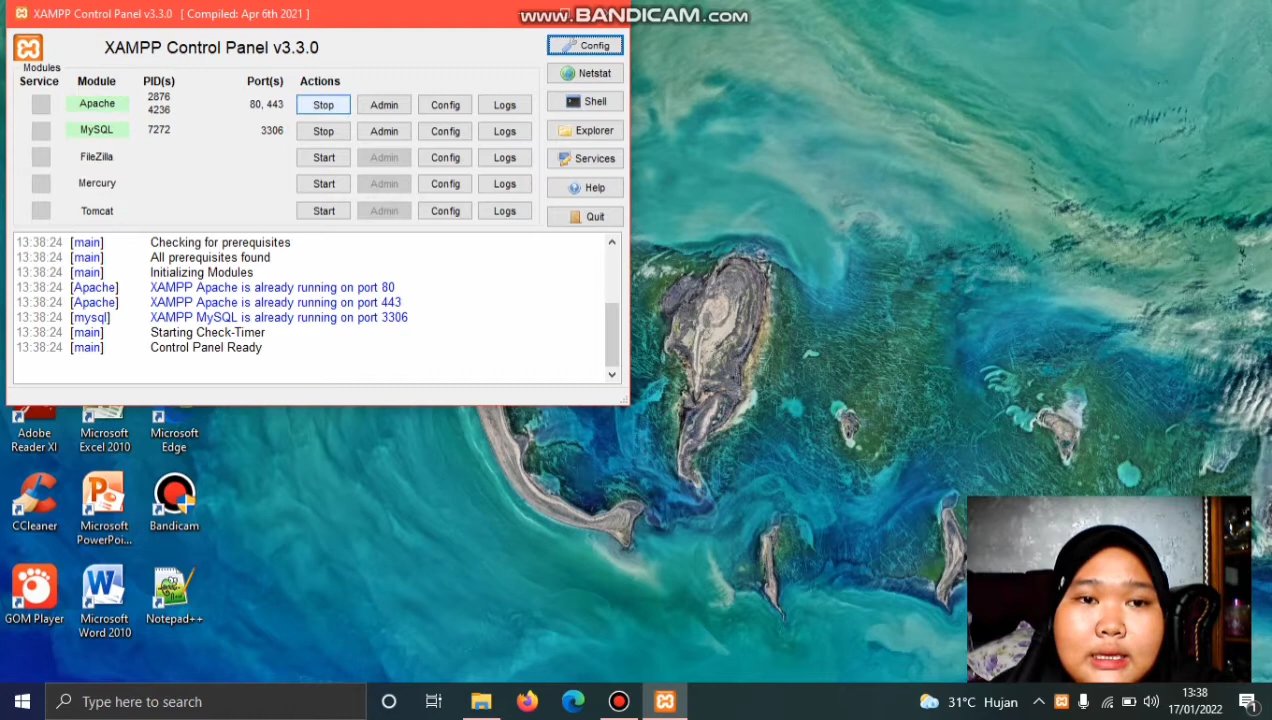 XAMPP Control Panel v3.3.0 [ Compiled: Apr 6th 2021 ]
www.BANDICAM.COM
XAMPP Control Panel v3.3.0
Config
Modules
Service Module PID(s) Port(s) Actions
Netstat
Apache 2876 4236 80, 443 Stop Admin Config Logs
Shell
MySQL 7272 3306 Stop Admin Config Logs
Explorer
FileZilla Start Admin Config Logs
Services
Mercury Start Admin Config Logs
Help
Tomcat Start Admin Config Logs
Quit
13:38:24 [main] Checking for prerequisites
13:38:24 [main] All prerequisites found
13:38:24 [main] Initializing Modules
13:38:24 [Apache] XAMPP Apache is already running on port 80
13:38:24 [Apache] XAMPP Apache is already running on port 443
13:38:24 [mysql] XAMPP MySQL is already running on port 3306
13:38:24 [main] Starting Check-Timer
13:38:24 [main] Control Panel Ready
Adobe Reader XI
Microsoft Excel 2010
Microsoft Edge
CCleaner
Microsoft PowerPoi...
Bandicam
GOM Player
Microsoft Word 2010
Notepad++
Type here to search
31°C Hujan
13:38
17/01/2022
1